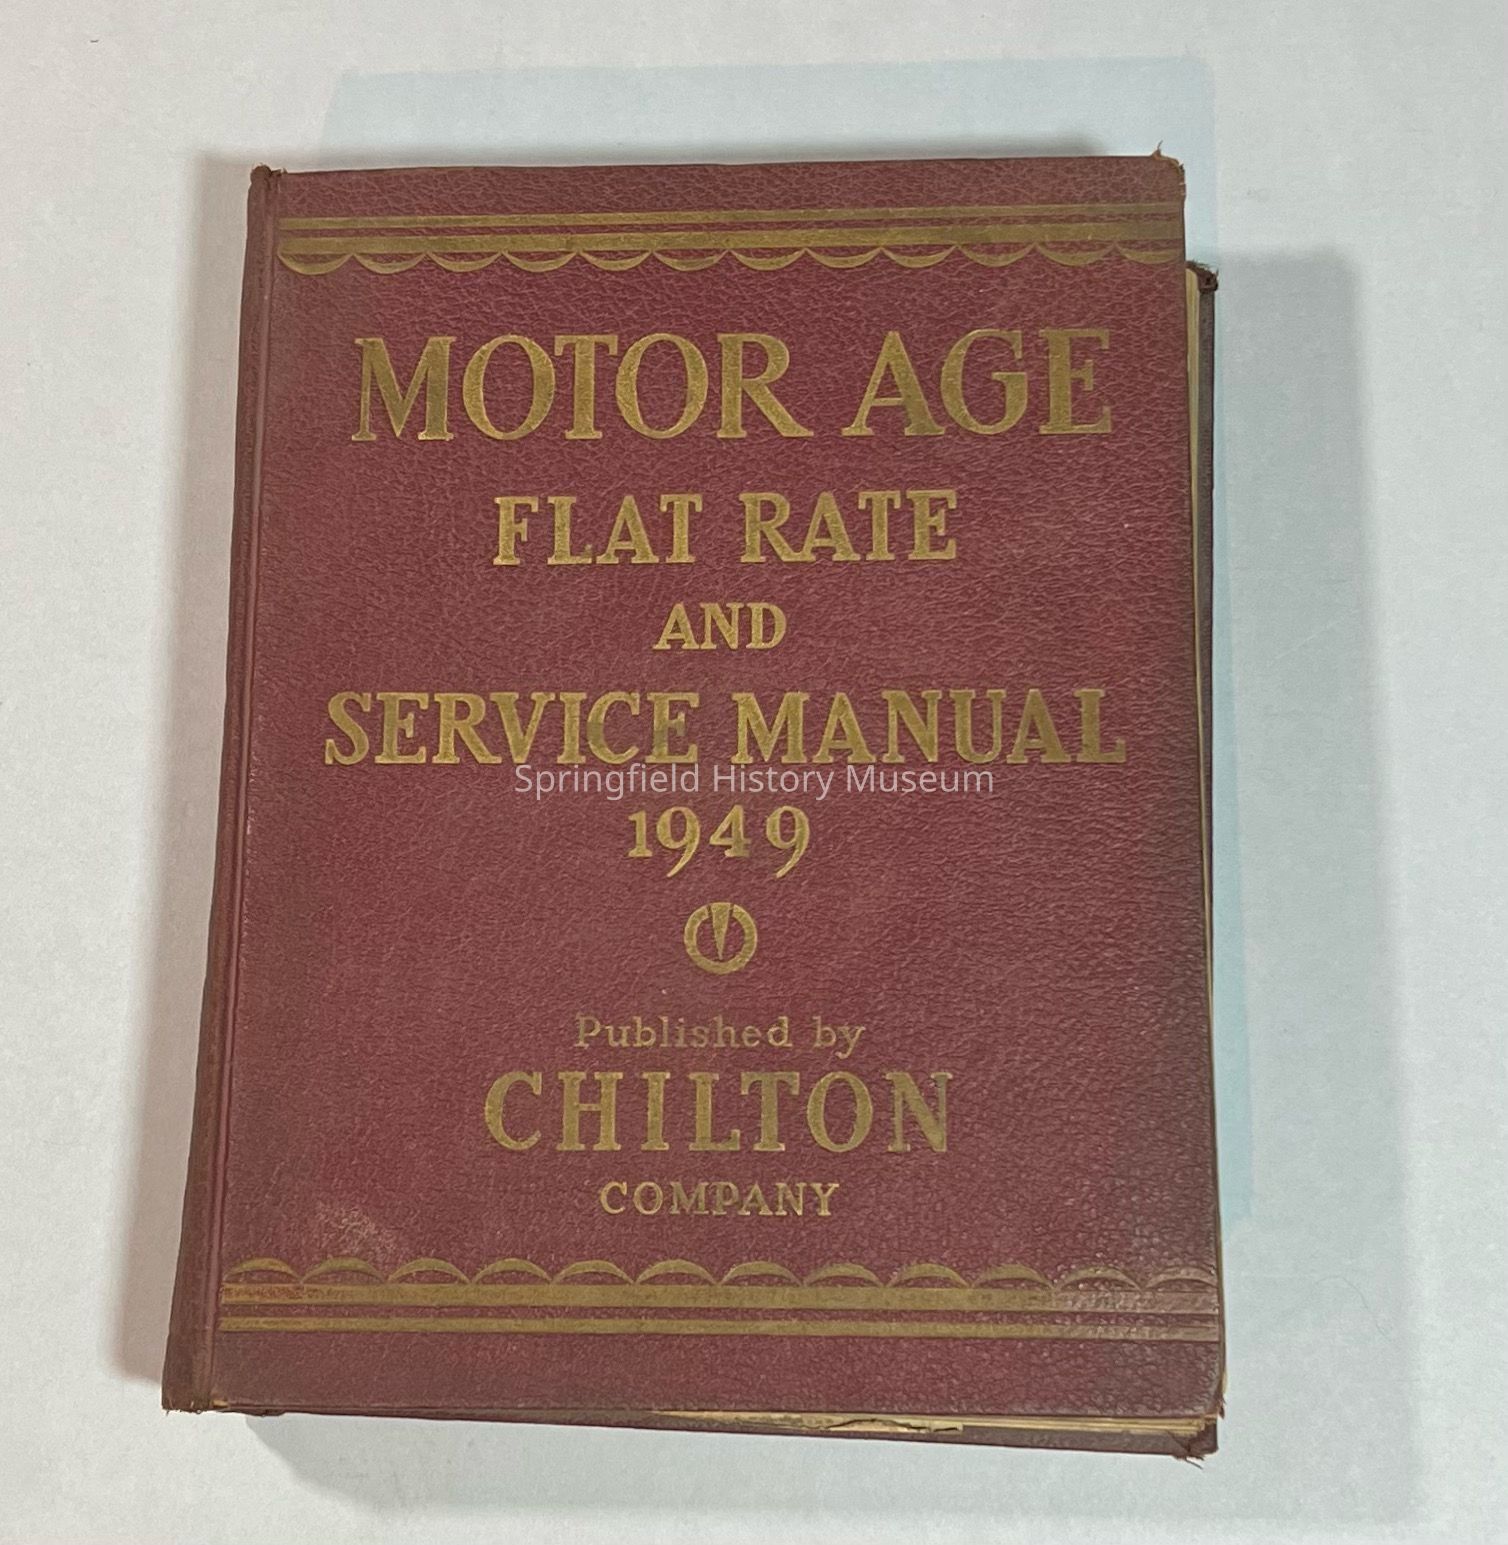 MOTOR AGE
FLAT RATE
AND
SERVICE MANUAL
Springfield History Museum
1949
Published by
CHILTON
COMPANY